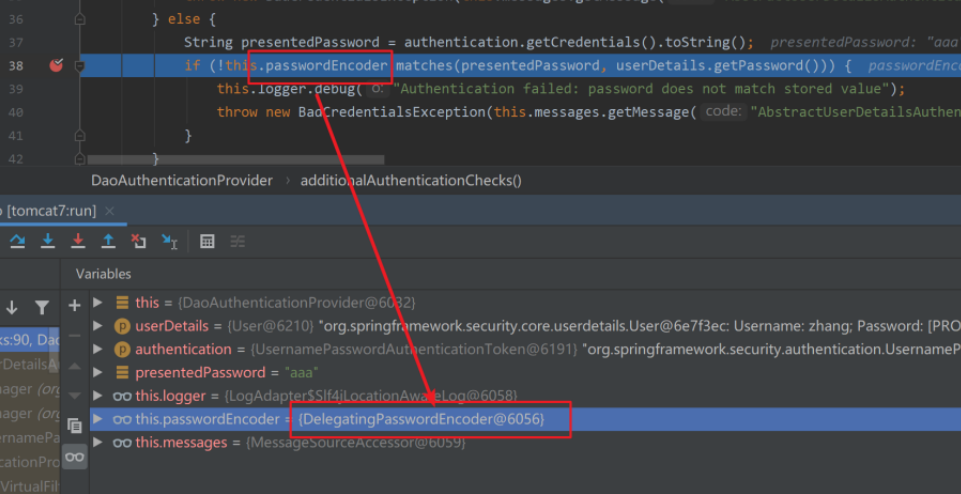 36 } else {
37 String presentedPassword = authentication.getCredentials().toString(); presentedPassword: "aaa"
38 if (!this.passwordEncoder matches(presentedPassword, userDetails.getPassword())) { passwordEnco
39 this.logger.debug( o: "Authentication failed: password does not match stored value");
40 throw new BadCredentialsException(this.messages.getMessage( code: "AbstractUserDetailsAuthen
41 }
42 }
DaoAuthenticationProvider › additionalAuthenticationChecks()
[tomcat7:run] ×
Variables
this = {DaoAuthenticationProvider@6032}
ks:90, Dao
userDetails = {User@6210} "org.springframework.security.core.userdetails.User@6e7f3ec: Username: zhang; Password: [PRO
rDetailsA
authentication = {UsernamePasswordAuthenticationToken@6191} "org.springframework.security.authentication.UsernameP
presentedPassword = "aaa"
nager (org
this.logger = {LogAdapter$Slf4jLocationAwareLog@6058}
nager (org
this.passwordEncoder = {DelegatingPasswordEncoder@6056}
ernamePa
this.messages = {MessageSourceAccessor@6059}
cationPro
VirtualFil